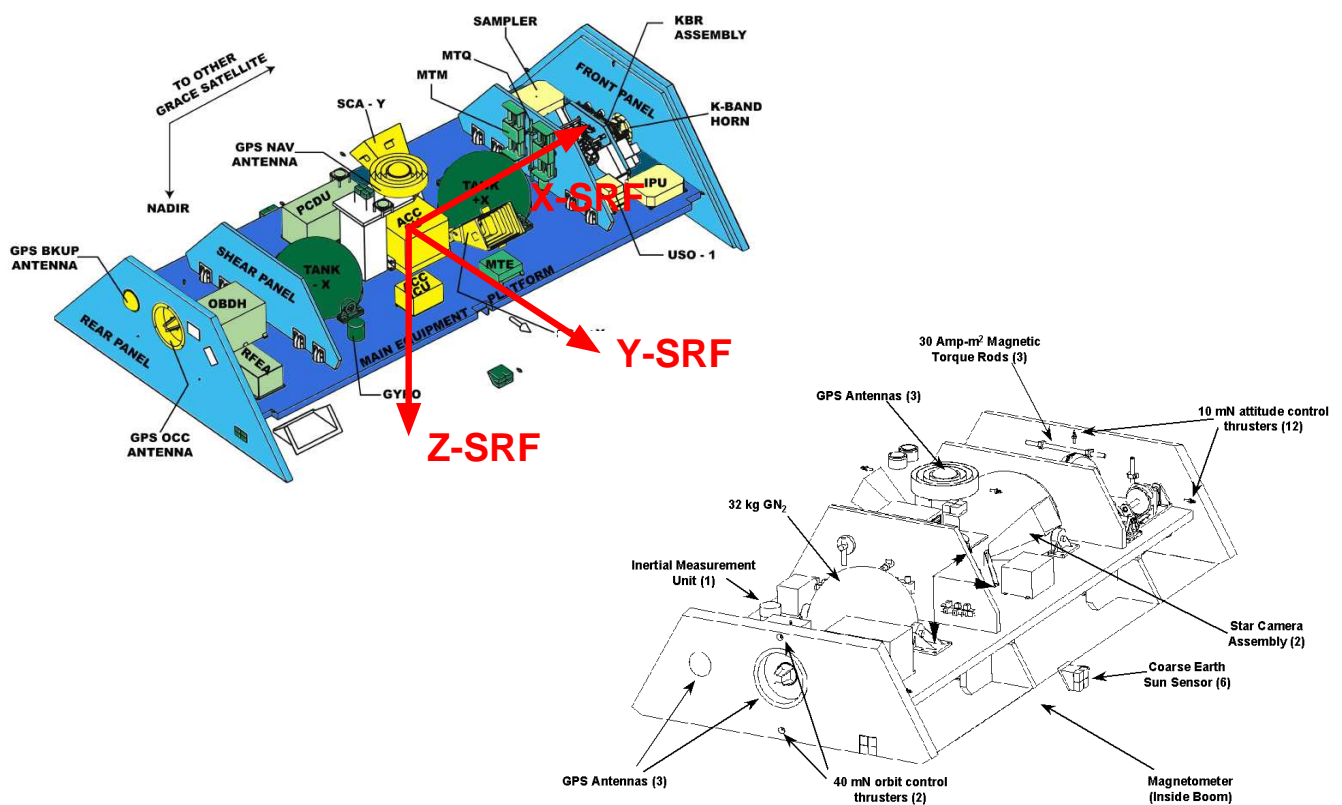 SAMPLER
KBR
ASSEMBLY
MTQ
MTM
FRONT PANEL
TO OTHER
GRACE SATELLITE
SCA - Y
K-BAND
HORN
GPS NAV
ANTENNA
TANK
+X
X-SRF
IPU
NADIR
PCDU
ACC
GPS BKUP
ANTENNA
SHEAR PANEL
USO - 1
MTE
TANK
- X
ACC
ICU
OBDH
MAIN EQUIPMENT PLATFORM
REAR PANEL
RFEA
Y-SRF
GYRO
GPS OCC
ANTENNA
Z-SRF
30 Amp-m² Magnetic
Torque Rods (3)
GPS Antennas (3)
10 mN attitude control
thrusters (12)
32 kg GN₂
Inertial Measurement
Unit (1)
Star Camera
Assembly (2)
Coarse Earth
Sun Sensor (6)
GPS Antennas (3)
40 mN orbit control
thrusters (2)
Magnetometer
(Inside Boom)